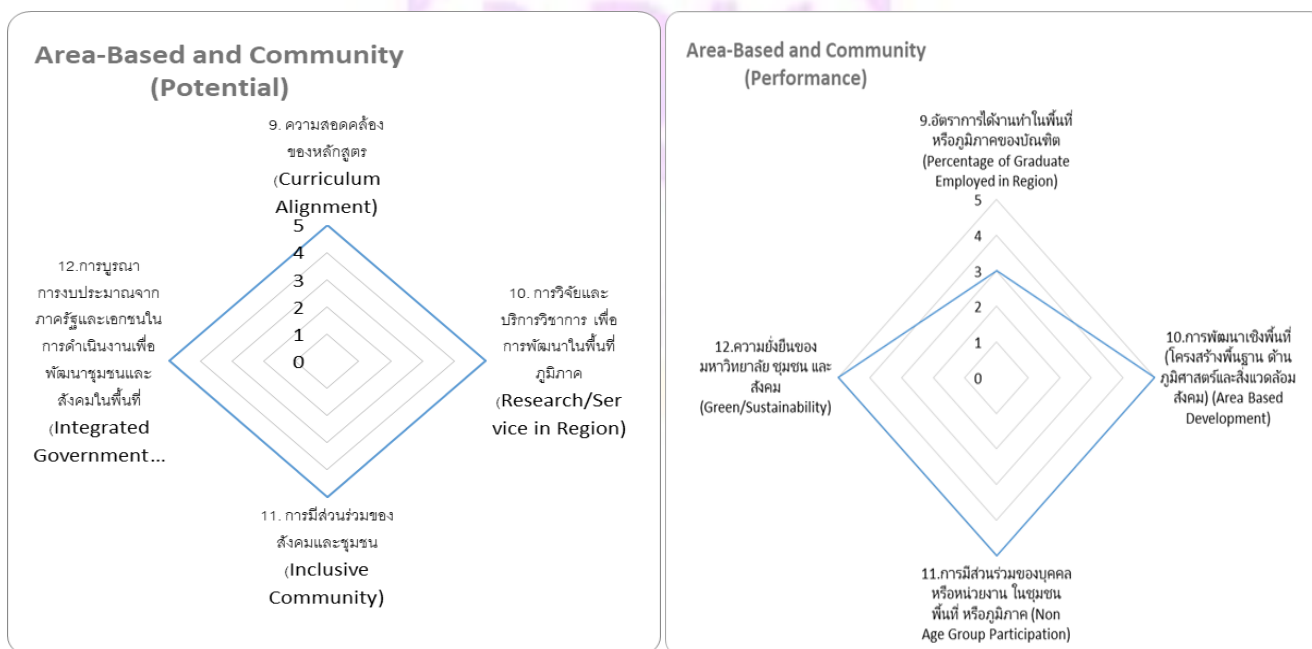 Area-Based and Community
(Potential)
9. ความสอดคล้อง
ของหลักสูตร
(Curriculum
Alignment)
5
4
3
2
1
0
10. การวิจัยและ
บริการวิชาการ เพื่อ
การพัฒนาในพื้นที่
ภูมิภาค
(Research/Ser
vice in Region)
11. การมีส่วนร่วมของ
สังคมและชุมชน
(Inclusive
Community)
12.การบูรณา
การงบประมาณจาก
ภาครัฐและเอกชนใน
การดำเนินงานเพื่อ
พัฒนาชุมชนและ
สังคมในพื้นที่
(Integrated
Government...
Area-Based and Community
(Performance)
9.อัตราการได้งานทำในพื้นที่
หรือภูมิภาคของบัณฑิต
(Percentage of Graduate
Employed in Region)
5
4
3
2
1
0
10.การพัฒนาเชิงพื้นที่
(โครงสร้างพื้นฐาน ด้าน
ภูมิศาสตร์และสิ่งแวดล้อม
สังคม) (Area Based
Development)
11.การมีส่วนร่วมของบุคคล
หรือหน่วยงาน ในชุมชน
พื้นที่ หรือภูมิภาค (Non
Age Group Participation)
12.ความยั่งยืนของ
มหาวิทยาลัย ชุมชน และ
สังคม
(Green/Sustainability)